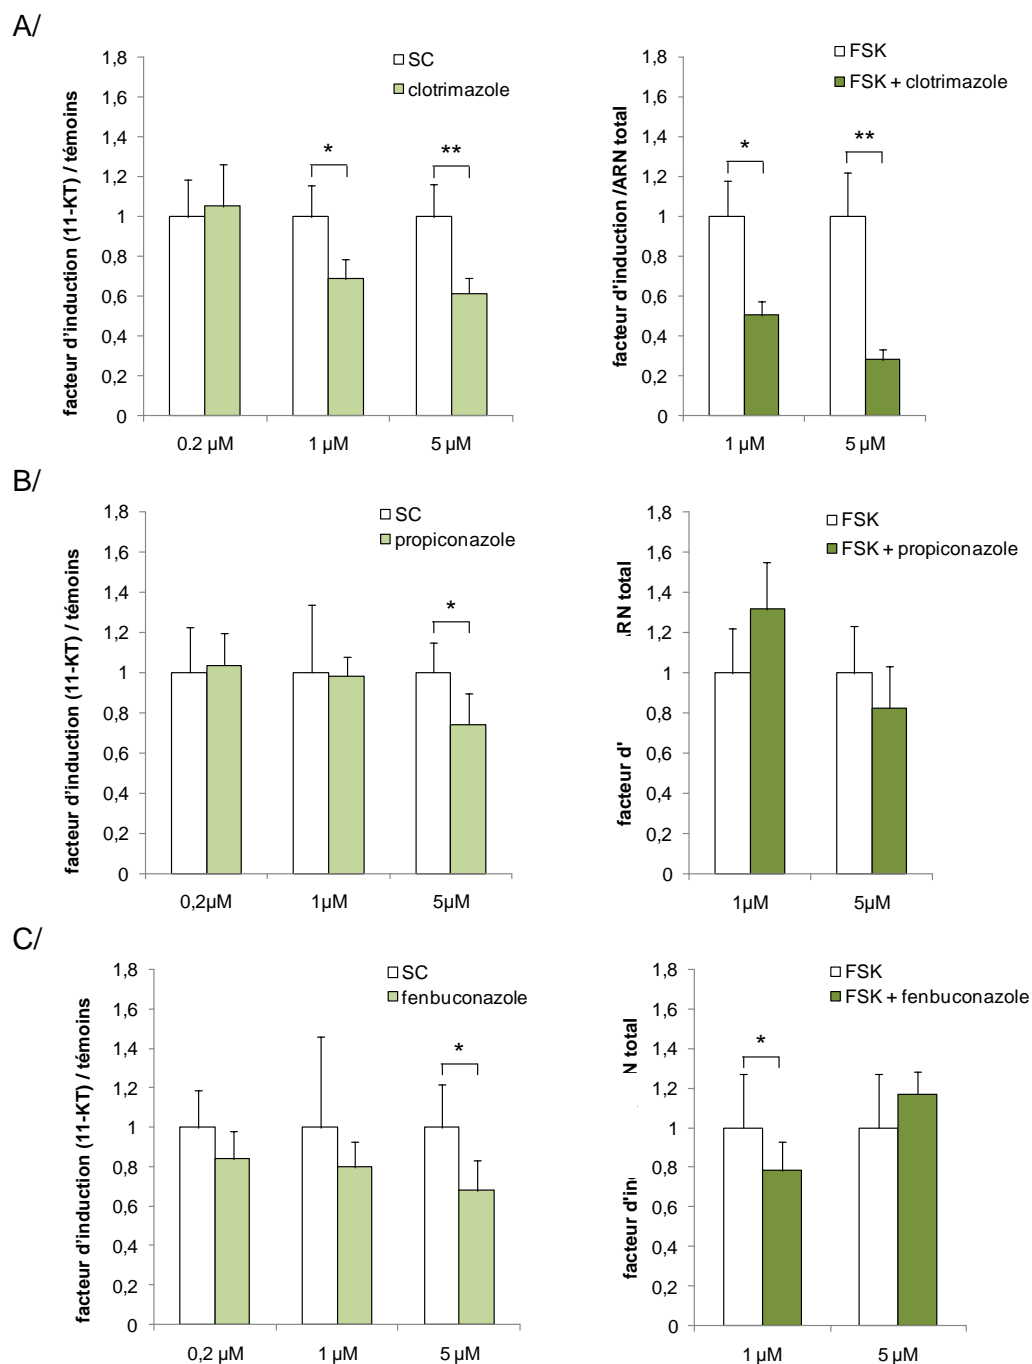 A/
facteur d'induction (11-KT) / témoins
1,8
1,6
1,4
1,2
1
0,8
0,6
0,4
0,2
0
SC
clotrimazole
*
**
0.2 µM
1 µM
5 µM
facteur d'induction /ARN total
1,8
1,6
1,4
1,2
1
0,8
0,6
0,4
0,2
0
FSK
FSK + clotrimazole
*
**
1 µM
5 µM
B/
facteur d'induction (11-KT) / témoins
1,8
1,6
1,4
1,2
1
0,8
0,6
0,4
0,2
0
SC
propiconazole
*
0,2µM
1µM
5µM
facteur d'
RN total
1,8
1,6
1,4
1,2
1
0,8
0,6
0,4
0,2
0
FSK
FSK + propiconazole
1µM
5µM
C/
facteur d'induction (11-KT) / témoins
1,8
1,6
1,4
1,2
1
0,8
0,6
0,4
0,2
0
SC
fenbuconazole
*
0,2 µM
1 µM
5 µM
facteur d'in
N total
1,8
1,6
1,4
1,2
1
0,8
0,6
0,4
0,2
0
FSK
FSK + fenbuconazole
*
1 µM
5 µM